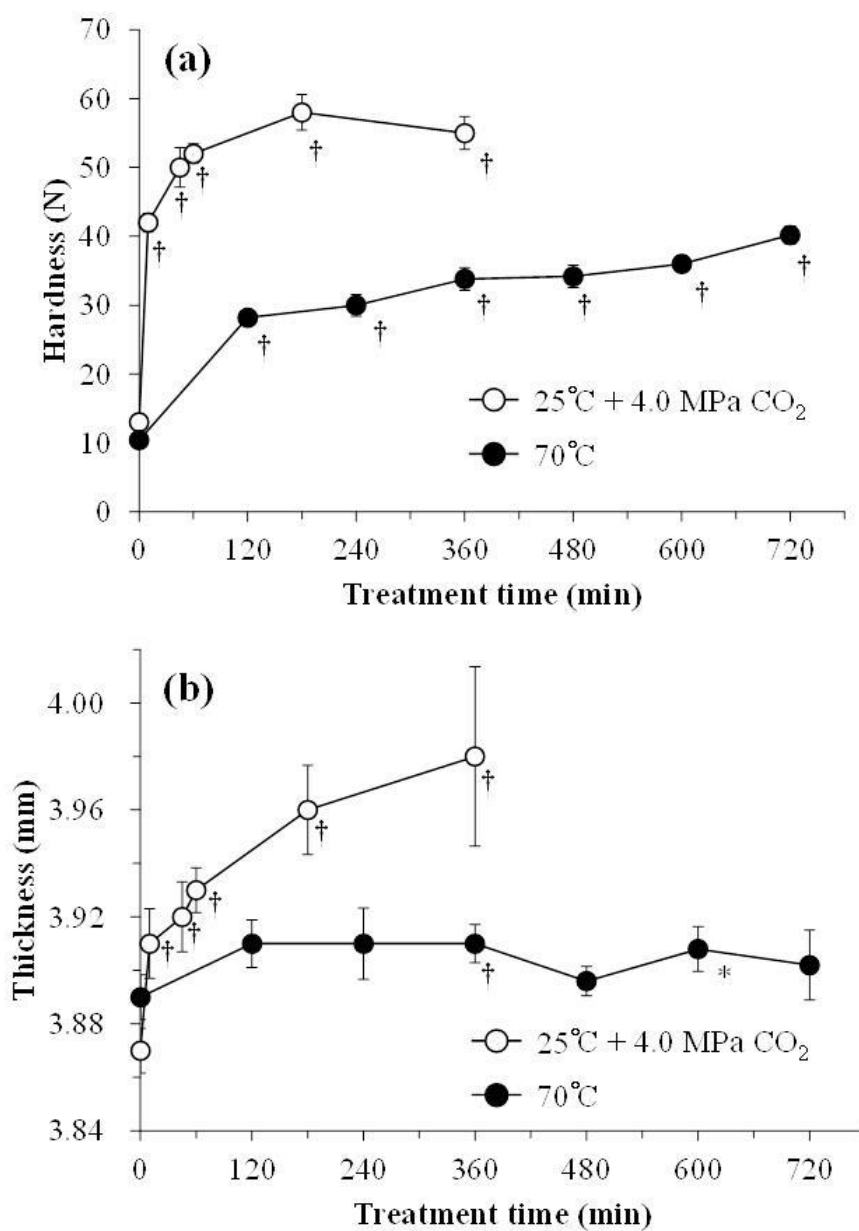 (a)
Hardness (N)
70
60
50
40
30
20
10
0
† † † † † †
† † † † †
25°C + 4.0 MPa CO₂
70°C
0 120 240 360 480 600 720
Treatment time (min)
(b)
Thickness (mm)
4.00
3.96
3.92
3.88
3.84
† † † † †
† *
25°C + 4.0 MPa CO₂
70°C
0 120 240 360 480 600 720
Treatment time (min)